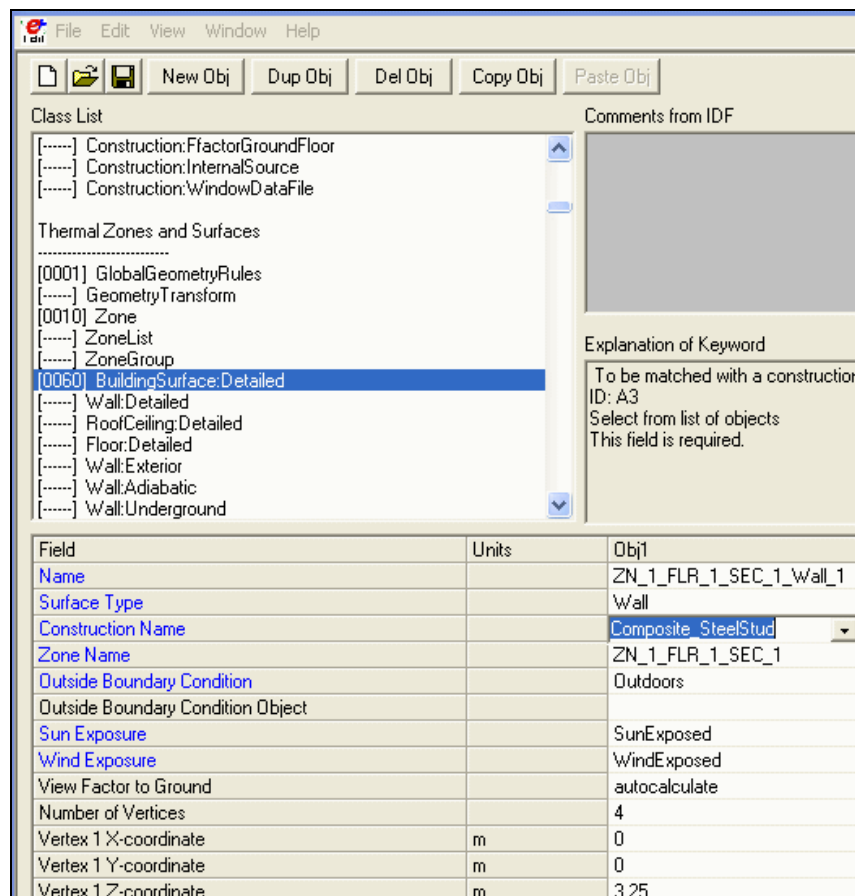 File Edit View Window Help
New Obj Dup Obj Del Obj Copy Obj Paste Obj
Class List
[------] Construction:FfactorGroundFloor
[------] Construction:InternalSource
[------] Construction:WindowDataFile
Thermal Zones and Surfaces
--------------------------
[0001] GlobalGeometryRules
[------] GeometryTransform
[0010] Zone
[------] ZoneList
[------] ZoneGroup
[0060] BuildingSurface:Detailed
[------] Wall:Detailed
[------] RoofCeiling:Detailed
[------] Floor:Detailed
[------] Wall:Exterior
[------] Wall:Adiabatic
[------] Wall:Underground
Comments from IDF
Explanation of Keyword
To be matched with a construction
ID: A3
Select from list of objects
This field is required.
Field Units Obj1
Name ZN_1_FLR_1_SEC_1_Wall_1
Surface Type Wall
Construction Name Composite_SteelStud
Zone Name ZN_1_FLR_1_SEC_1
Outside Boundary Condition Outdoors
Outside Boundary Condition Object
Sun Exposure SunExposed
Wind Exposure WindExposed
View Factor to Ground autocalculate
Number of Vertices 4
Vertex 1 X-coordinate m 0
Vertex 1 Y-coordinate m 0
Vertex 1 Z-coordinate m 3.25